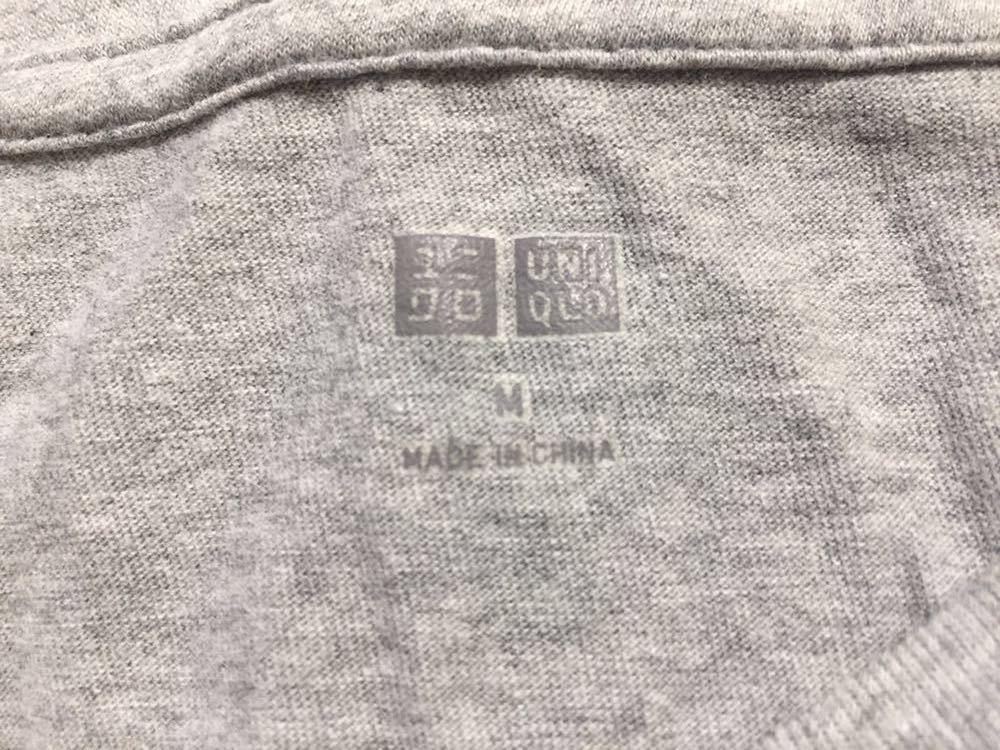 ユニ UNI
クロ QLO
M
MADE IN CHINA